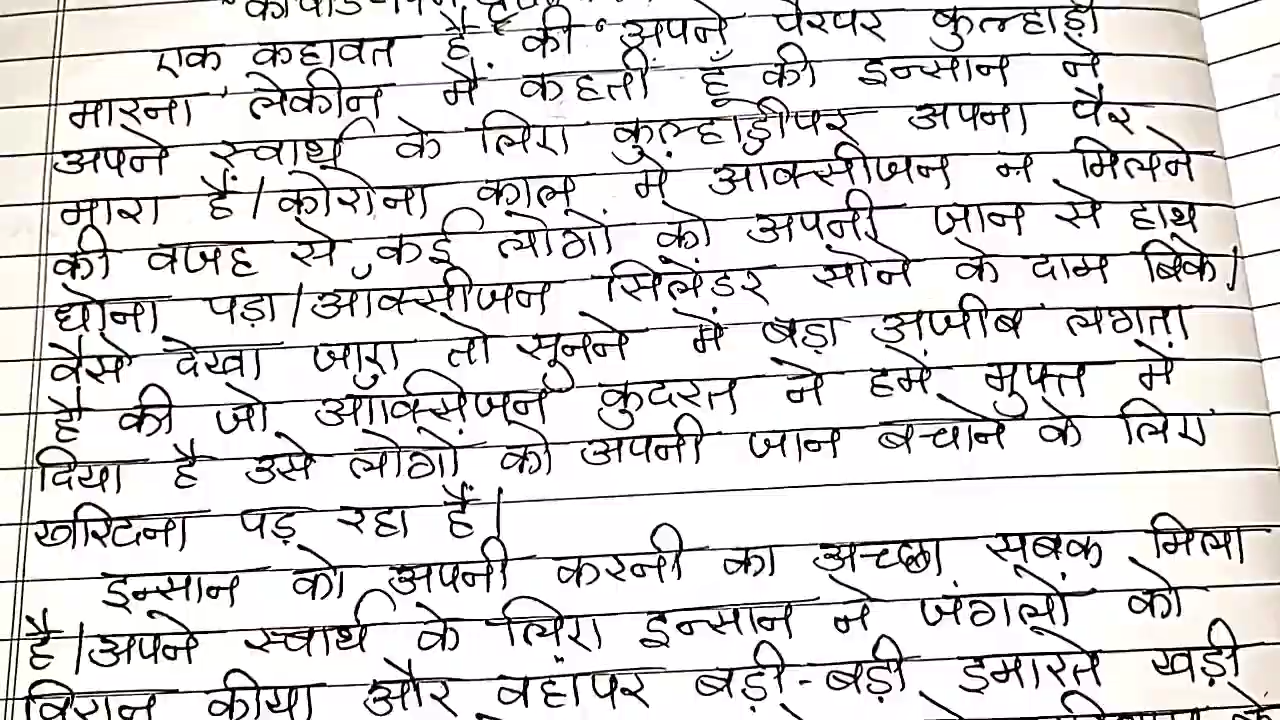 एक कहावत है की अपने पैरपर कुल्हाड़ी
मारना लेकीन मै कहती हूँ की इन्सान ने
अपने स्वार्थ के लिए कुल्हाड़ीपर अपना पैर
मारा हैं। कोरोना काल में आक्सीजन न मिलने
की वजह से कई लोगों को अपनी जान से हाथ
धोना पड़ा। ऑक्सीजन सिलेंडर सोने के दाम बिके।
वैसे देखा जाए तो सूनने में बड़ा अजीब लगता
है की जो ऑक्सिजन कुदरत ने हमें मुफ्त मे
दिया है उसे लोगों को अपनी जान बचाने के लिए
खरिदना पड़ रहा हैं।
इन्सान को अपनी करनी का अच्छा सबक मिला
है। अपने स्वार्थ के लिए इन्सान ने जंगलों को
विरान कीया और वहाँपर बड़ी-बड़ी इमारते खड़ी